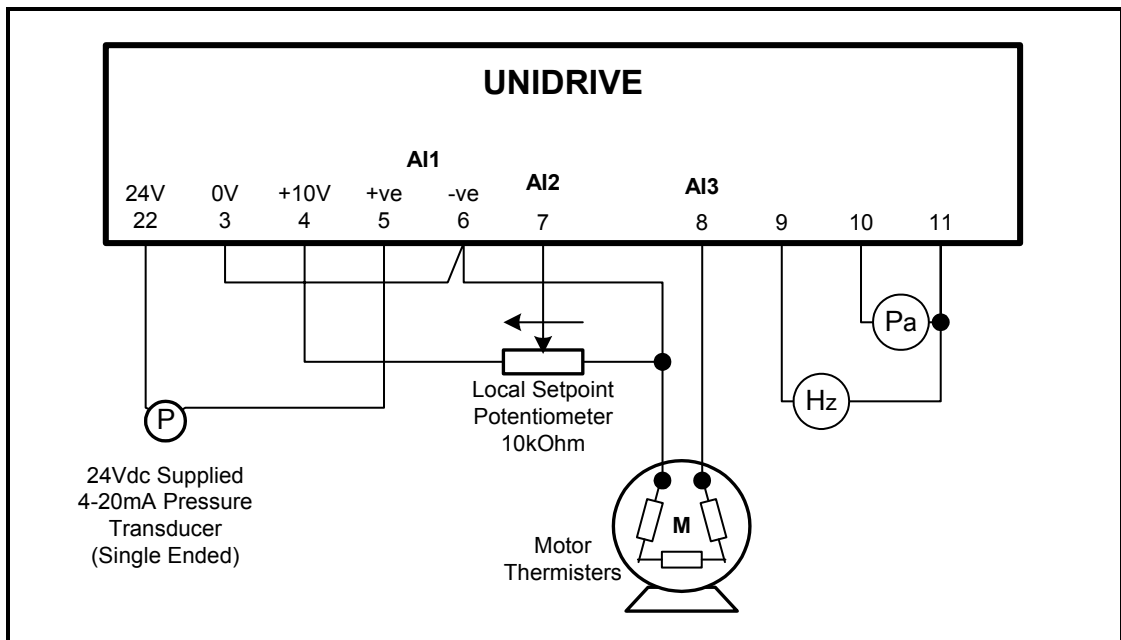 UNIDRIVE
AI1
AI2
AI3
24V 0V +10V +ve -ve
22 3 4 5 6 7 8 9 10 11
Pa
Hz
Local Setpoint
Potentiometer
10kOhm
P
24Vdc Supplied
4-20mA Pressure
Transducer
(Single Ended)
M
Motor
Thermisters